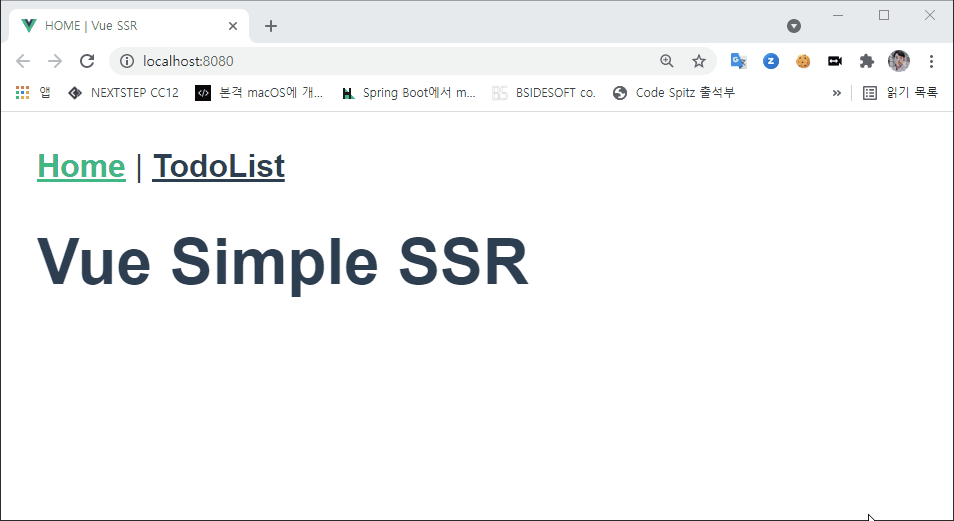 HOME | Vue SSR
localhost:8080
앱 NEXTSTEP CC12 본격 macOS에 개... Spring Boot에서 m... BSIDESOFT co. Code Spitz 출석부 » 읽기 목록
Home | TodoList
Vue Simple SSR